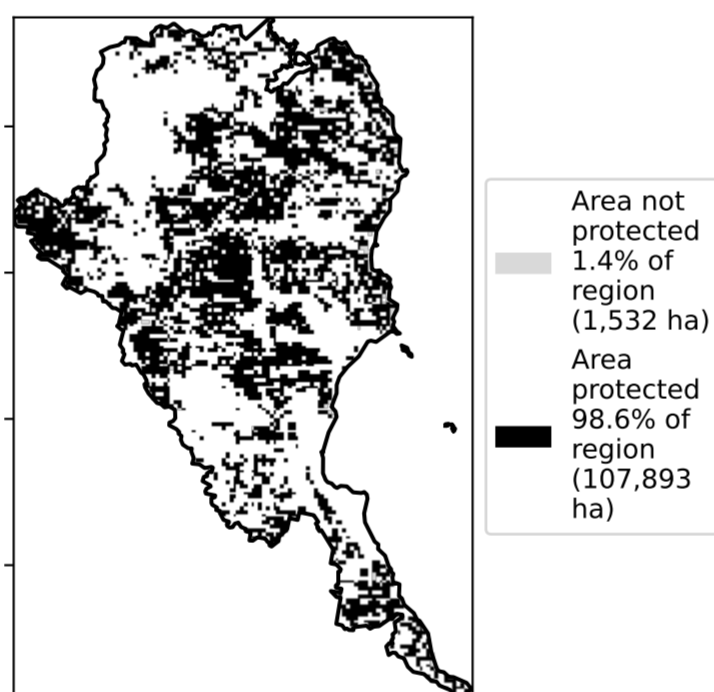 Area not
protected
1.4% of
region
(1,532 ha)
Area
protected
98.6% of
region
(107,893
ha)